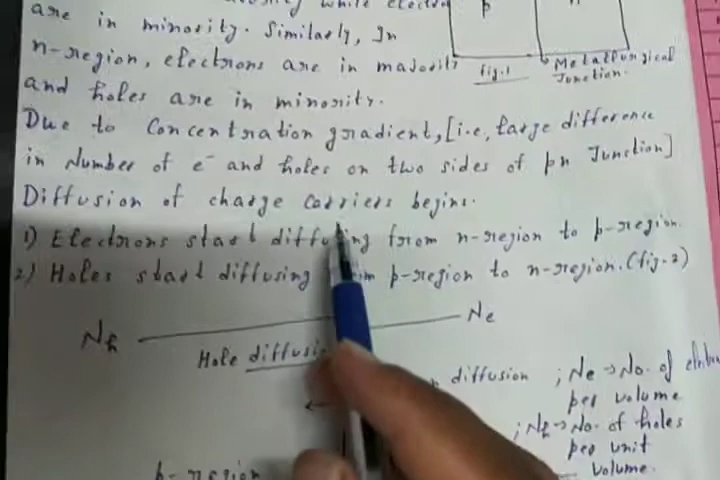 while
are in minority. Similarly, In
n-region, electrons are in majority
and holes are in minority.
p
n
fig.1
Metallurgical
Junction.
Due to Concentration gradient, [i.e, large difference
in Number of e⁻ and holes on two sides of pn Junction]
Diffusion of charge carriers begins.
1) Electrons start diffusing from n-region to p-region.
2) Holes start diffusing p-region to n-region. (fig-2)
Nh
Ne
Hole
diffusion
; Ne → No. of
per volume
; Nh → No. of holes
per unit
volume.
p-region